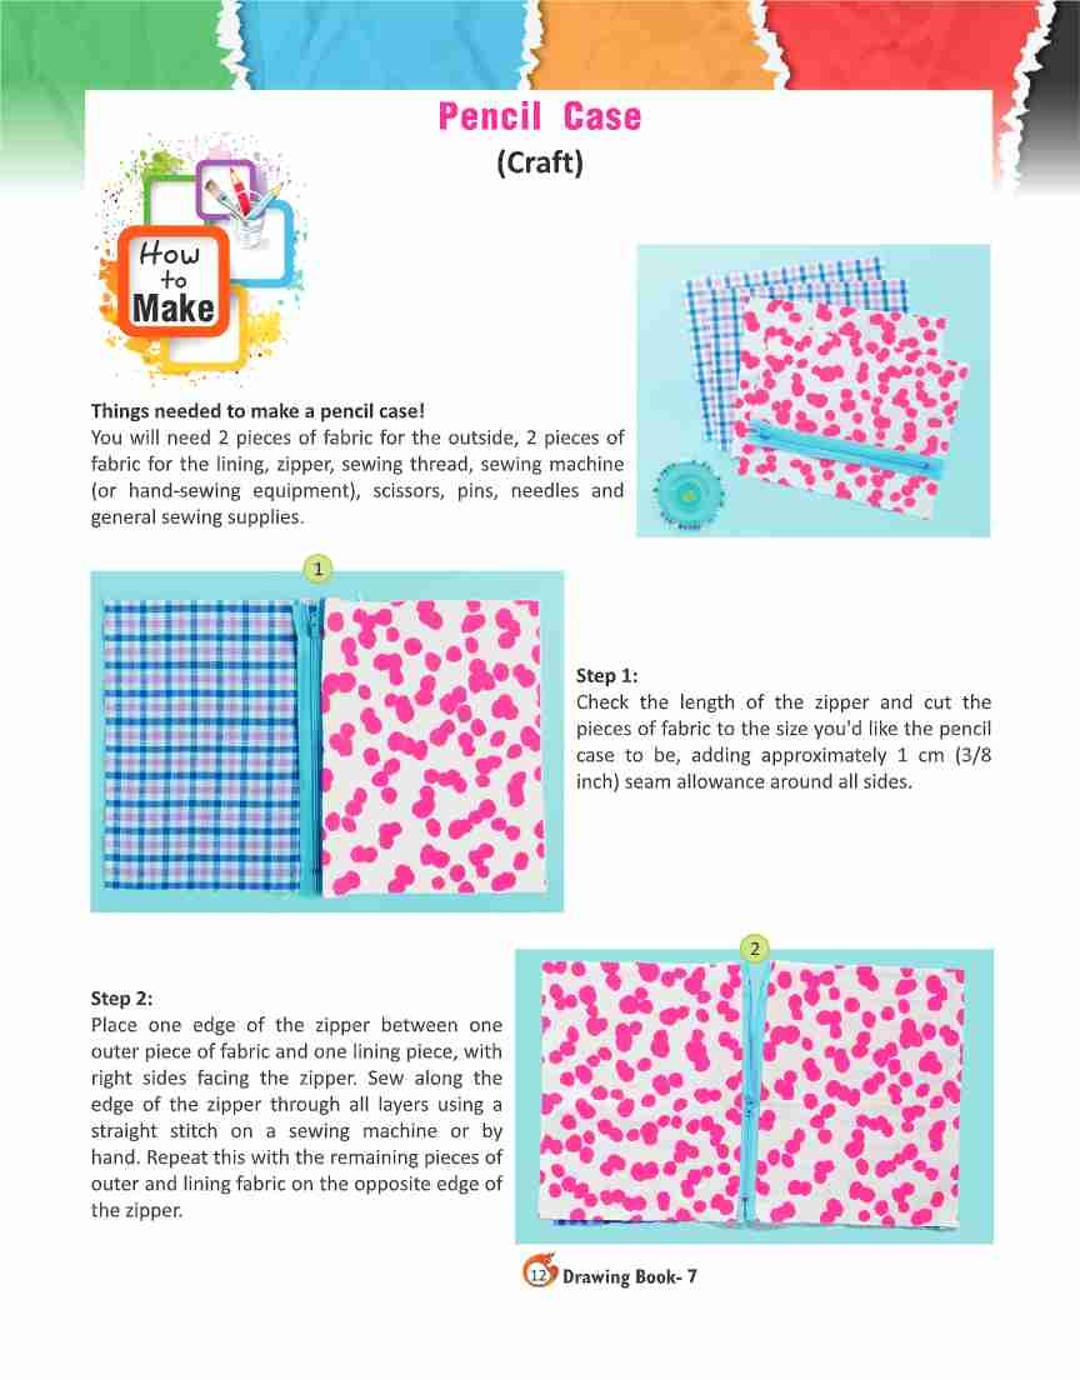 Pencil Case
(Craft)
How
to
Make
Things needed to make a pencil case!
You will need 2 pieces of fabric for the outside, 2 pieces of
fabric for the lining, zipper, sewing thread, sewing machine
(or hand-sewing equipment), scissors, pins, needles and
general sewing supplies.
1
Step 1:
Check the length of the zipper and cut the
pieces of fabric to the size you'd like the pencil
case to be, adding approximately 1 cm (3/8
inch) seam allowance around all sides.
2
Step 2:
Place one edge of the zipper between one
outer piece of fabric and one lining piece, with
right sides facing the zipper. Sew along the
edge of the zipper through all layers using a
straight stitch on a sewing machine or by
hand. Repeat this with the remaining pieces of
outer and lining fabric on the opposite edge of
the zipper.
12 Drawing Book- 7